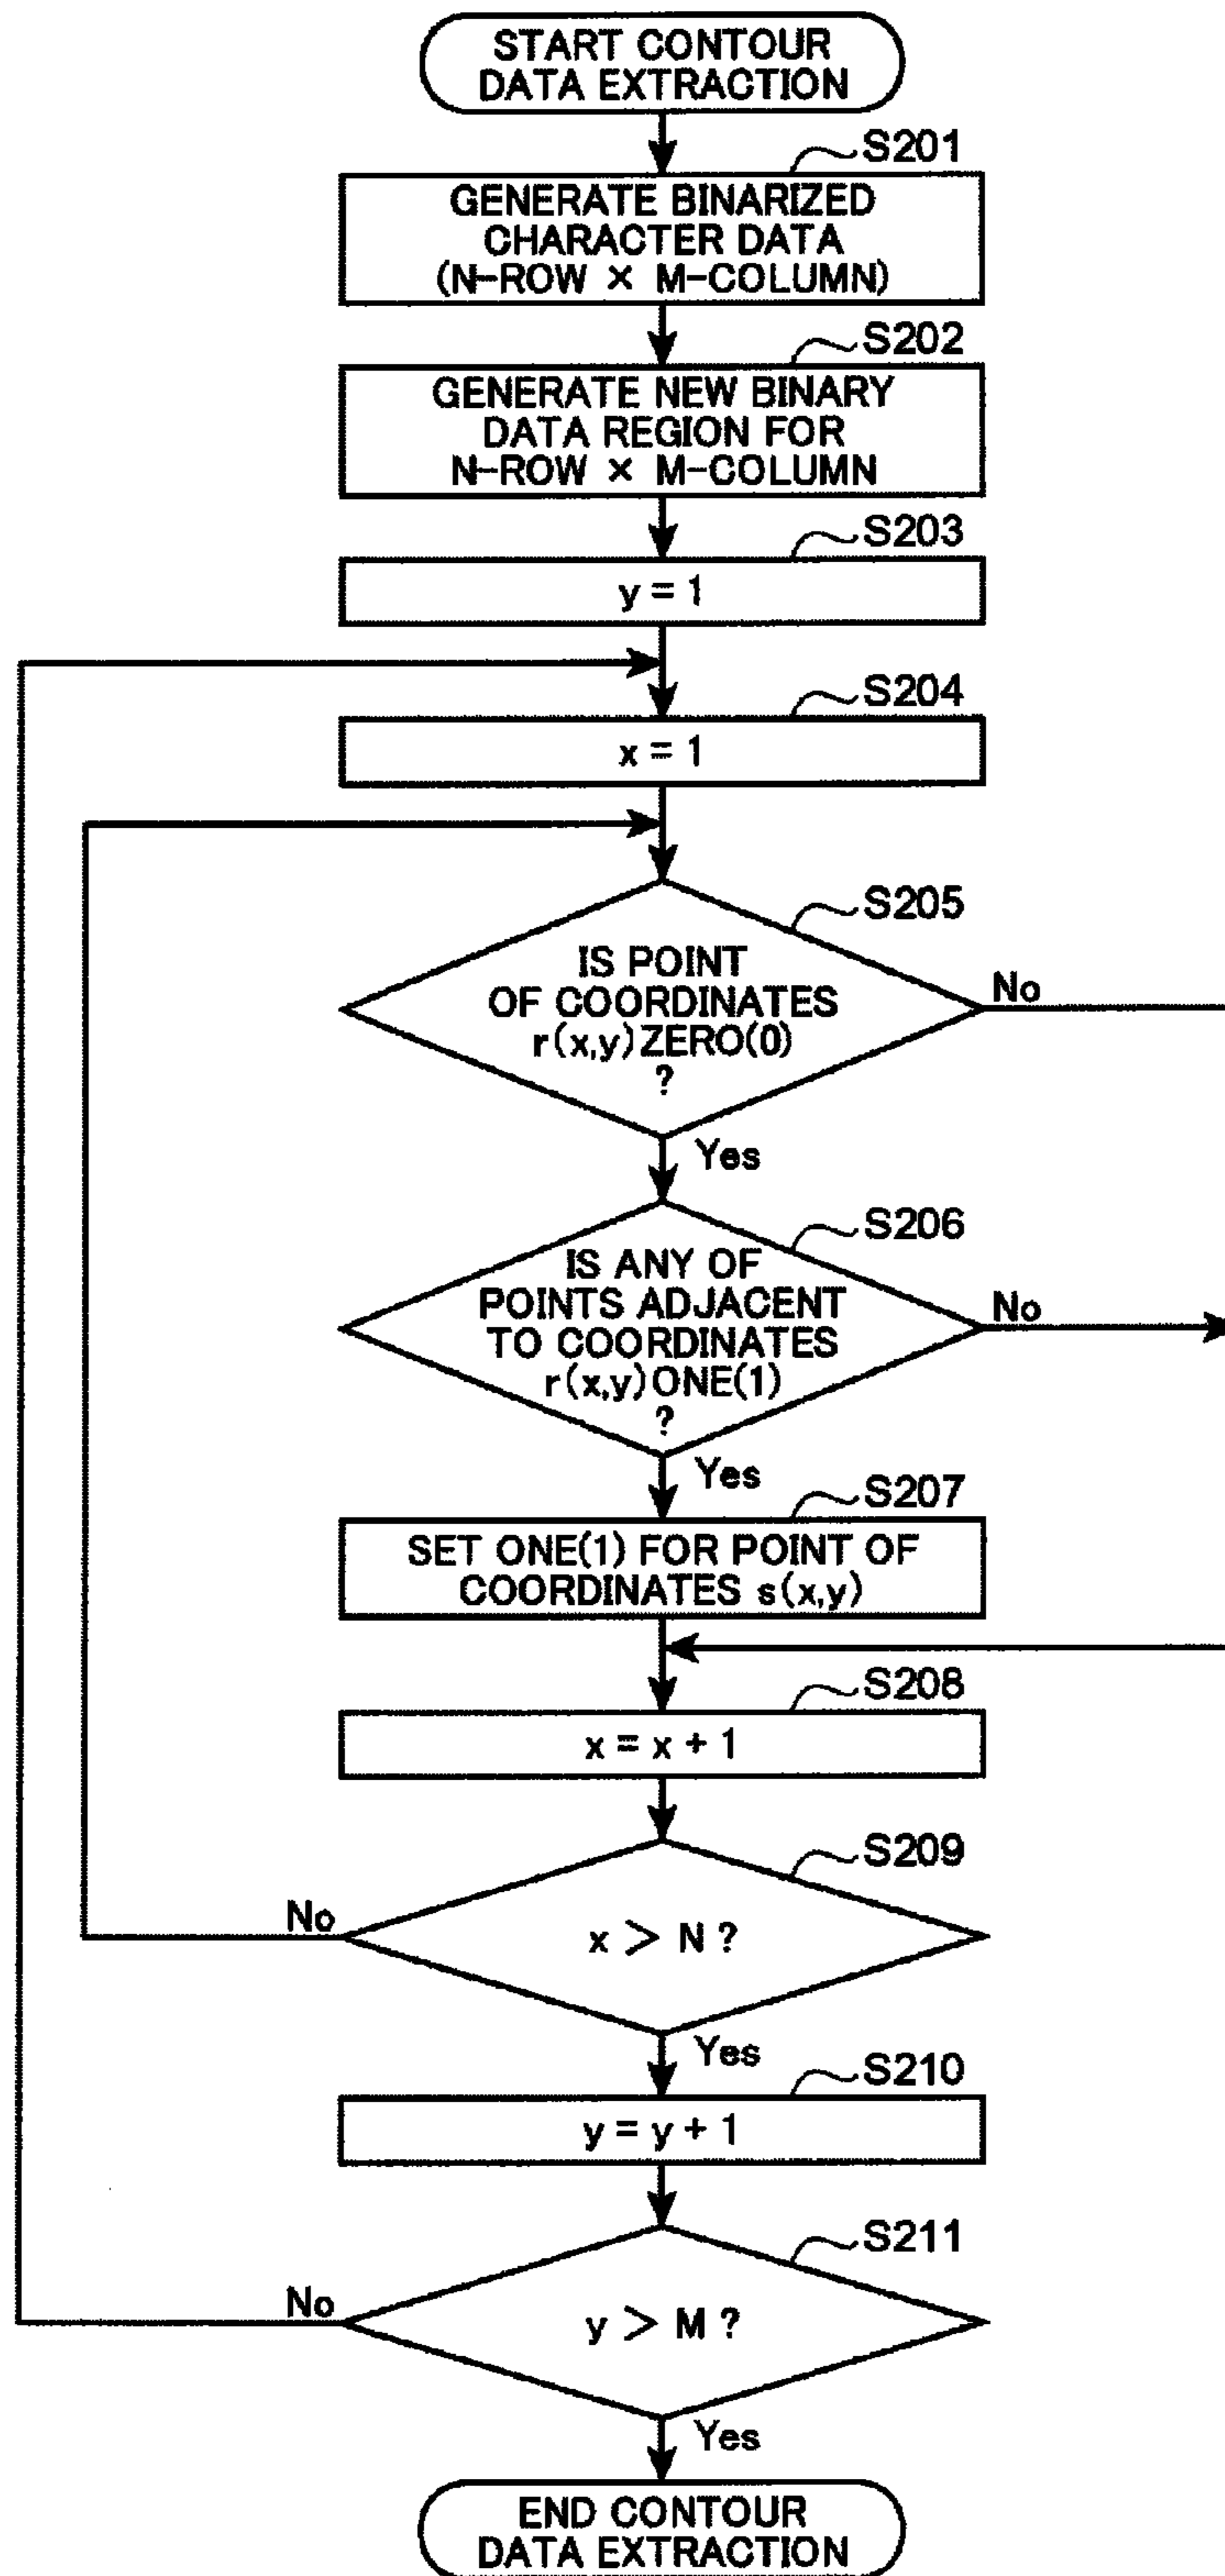 START CONTOUR
DATA EXTRACTION
S201
GENERATE BINARIZED
CHARACTER DATA
(N-ROW × M-COLUMN)
S202
GENERATE NEW BINARY
DATA REGION FOR
N-ROW × M-COLUMN
S203
y = 1
S204
x = 1
S205
IS POINT
OF COORDINATES
r(x,y)ZERO(0)
?
No
Yes
S206
IS ANY OF
POINTS ADJACENT
TO COORDINATES
r(x,y)ONE(1)
?
No
Yes
S207
SET ONE(1) FOR POINT OF
COORDINATES s(x,y)
S208
x = x + 1
S209
x > N ?
No
Yes
S210
y = y + 1
S211
y > M ?
No
Yes
END CONTOUR
DATA EXTRACTION